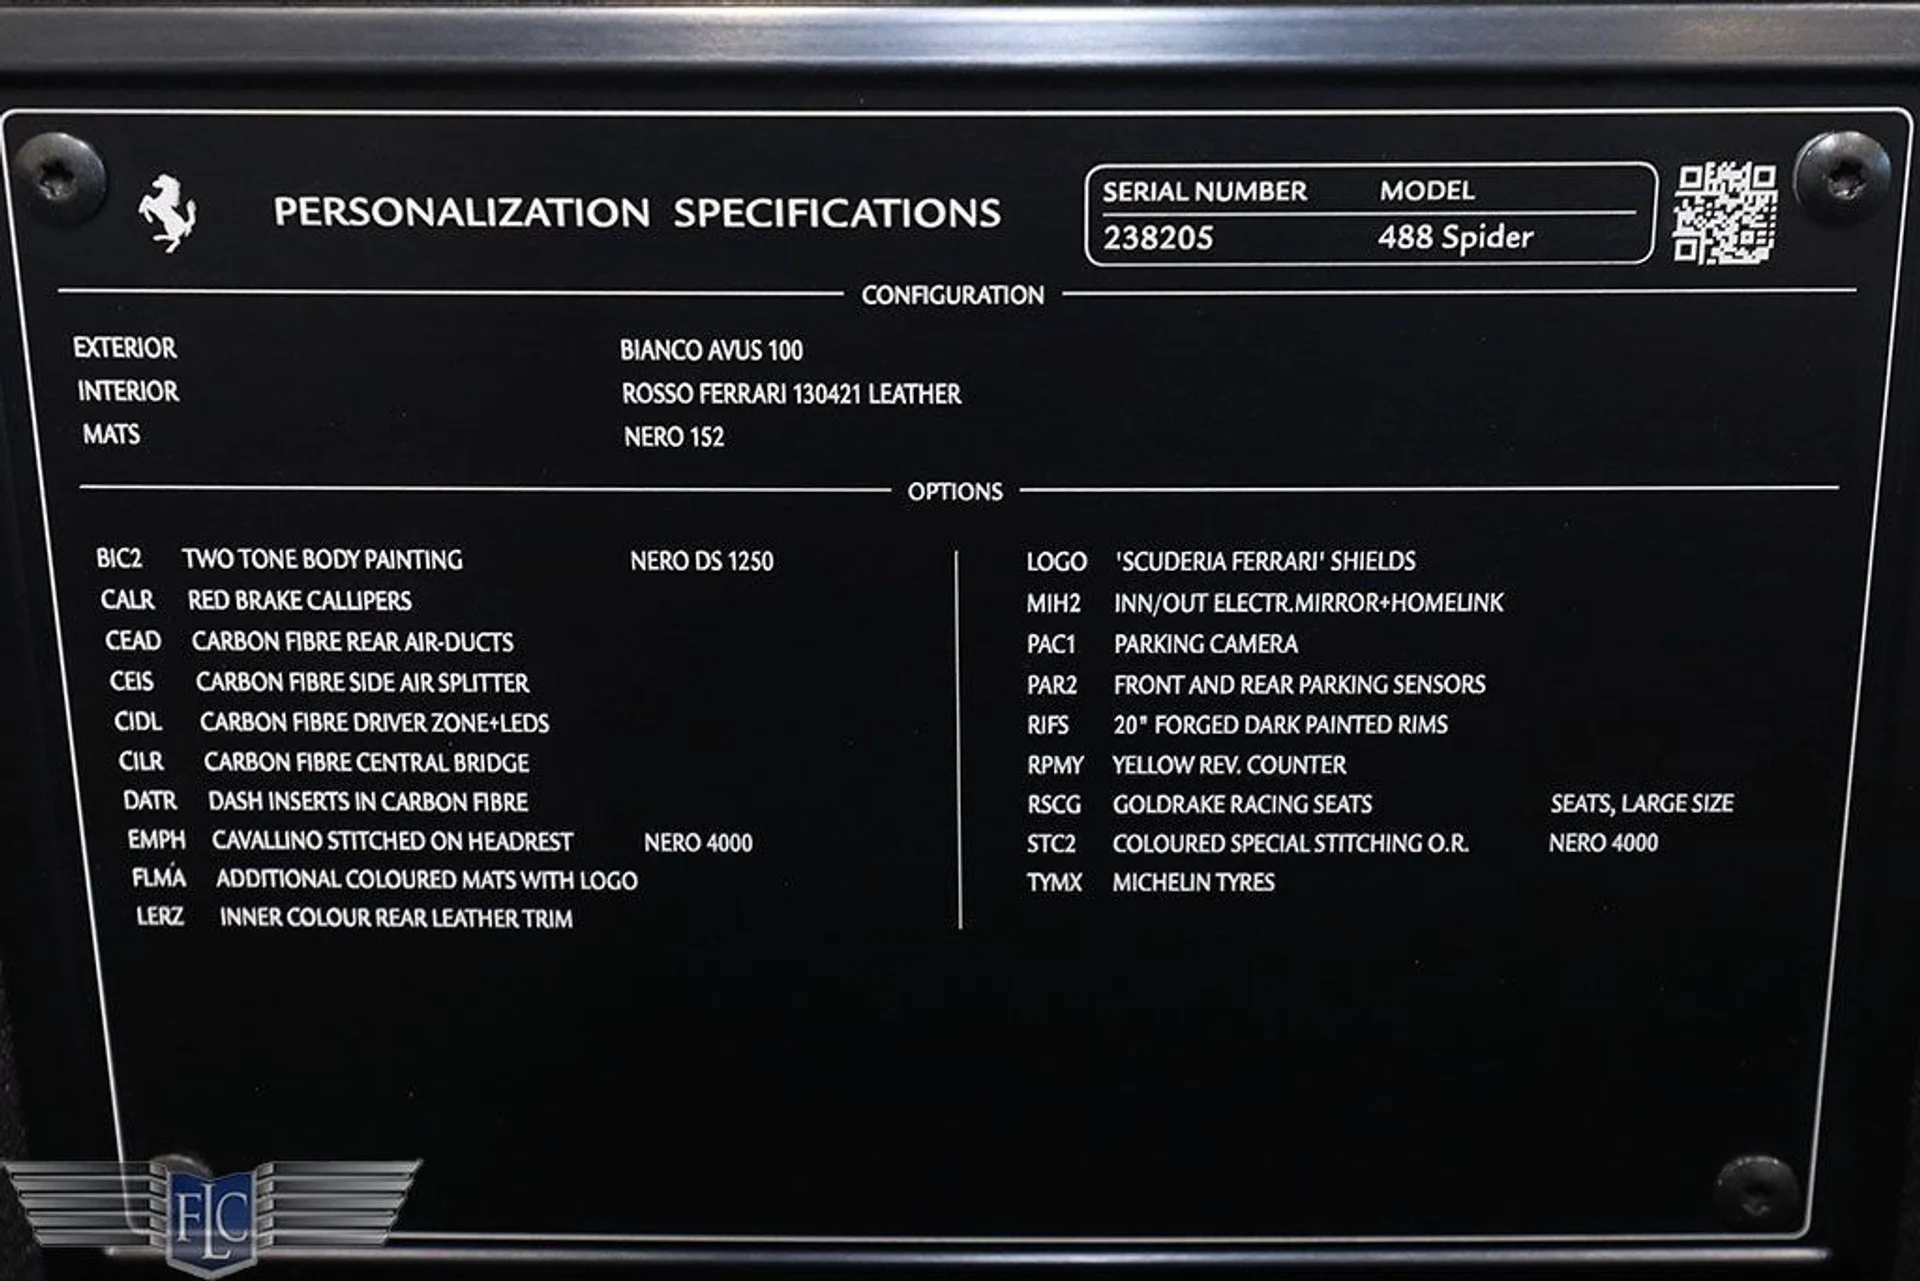 PERSONALIZATION SPECIFICATIONS
SERIAL NUMBER MODEL
238205 488 Spider
CONFIGURATION
EXTERIOR BIANCO AVUS 100
INTERIOR ROSSO FERRARI 130421 LEATHER
MATS NERO 152
OPTIONS
BIC2 TWO TONE BODY PAINTING NERO DS 1250
CALR RED BRAKE CALLIPERS
CEAD CARBON FIBRE REAR AIR-DUCTS
CEIS CARBON FIBRE SIDE AIR SPLITTER
CIDL CARBON FIBRE DRIVER ZONE+LEDS
CILR CARBON FIBRE CENTRAL BRIDGE
DATR DASH INSERTS IN CARBON FIBRE
EMPH CAVALLINO STITCHED ON HEADREST NERO 4000
FLMA ADDITIONAL COLOURED MATS WITH LOGO
LERZ INNER COLOUR REAR LEATHER TRIM
LOGO 'SCUDERIA FERRARI' SHIELDS
MIH2 INN/OUT ELECTR.MIRROR+HOMELINK
PAC1 PARKING CAMERA
PAR2 FRONT AND REAR PARKING SENSORS
RIFS 20" FORGED DARK PAINTED RIMS
RPMY YELLOW REV. COUNTER
RSCG GOLDRAKE RACING SEATS SEATS, LARGE SIZE
STC2 COLOURED SPECIAL STITCHING O.R. NERO 4000
TYMX MICHELIN TYRES
FLC